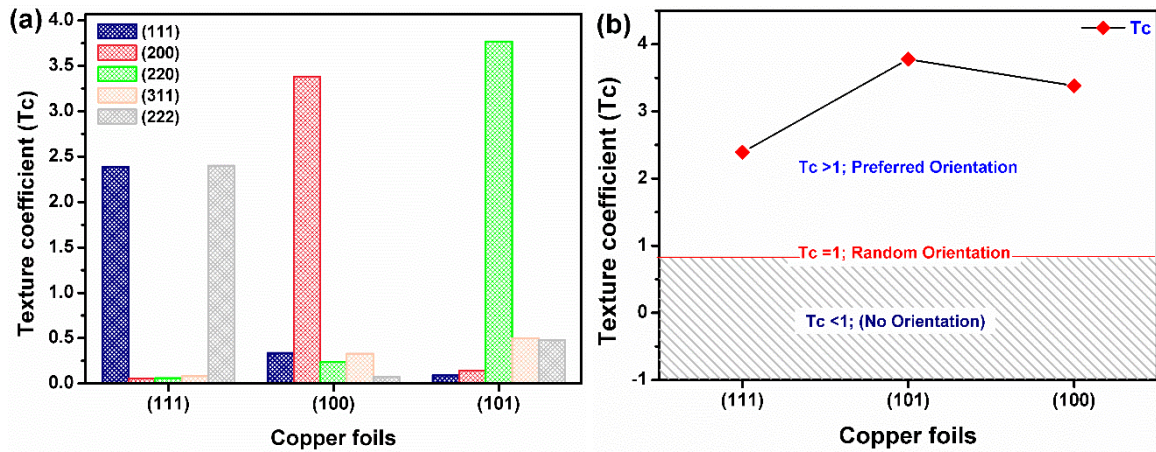 (a)
Texture coefficient (Tc)
4.0
3.5
3.0
2.5
2.0
1.5
1.0
0.5
0.0
(111)
(200)
(220)
(311)
(222)
(111)
(100)
(101)
Copper foils
(b)
Texture coefficient (Tc)
4
3
2
1
0
-1
Tc
Tc >1; Preferred Orientation
Tc =1; Random Orientation
Tc <1; (No Orientation)
(111)
(101)
(100)
Copper foils